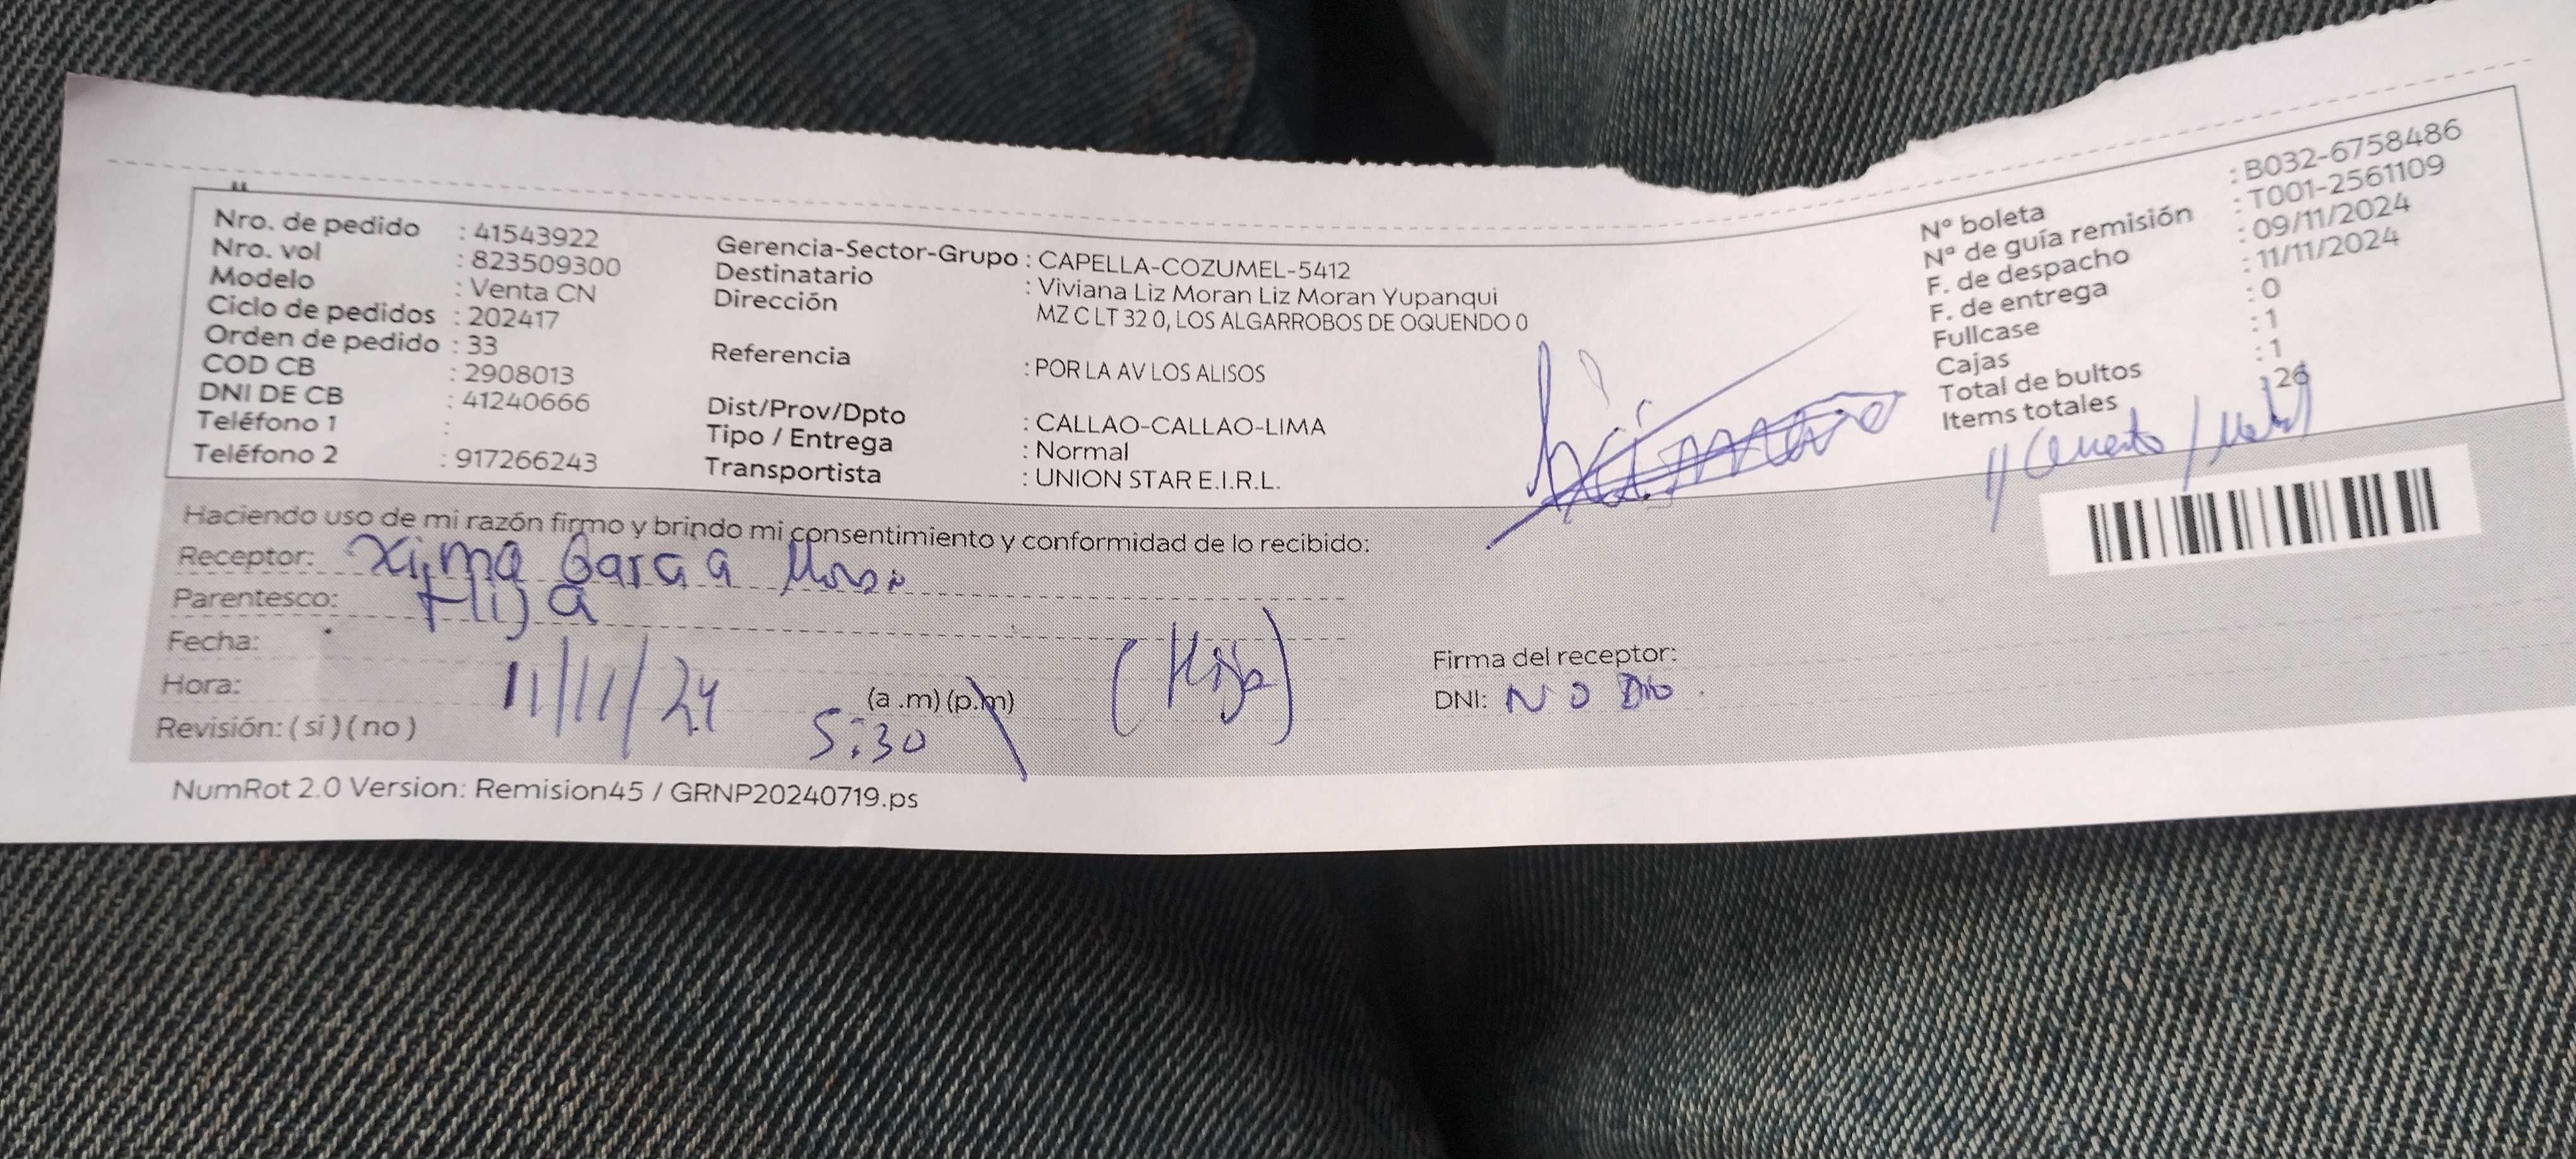 Nro. de pedido : 41543922
Nro. vol : 823509300
Modelo : Venta CN
Ciclo de pedidos : 202417
Orden de pedido : 33
COD CB : 2908013
DNI DE CB : 41240666
Teléfono 1 :
Teléfono 2 : 917266243
Gerencia-Sector-Grupo : CAPELLA-COZUMEL-5412
Destinatario : Viviana Liz Moran Liz Moran Yupanqui
Dirección MZ C LT 32 0, LOS ALGARROBOS DE OQUENDO 0
Referencia : POR LA AV LOS ALISOS
Dist/Prov/Dpto : CALLAO-CALLAO-LIMA
Tipo / Entrega : Normal
Transportista : UNION STAR E.I.R.L.
N° boleta : B032-6758486
N° de guía remisión : T001-2561109
F. de despacho : 09/11/2024
F. de entrega : 11/11/2024
Fullcase : 0
Cajas : 1
Total de bultos : 1
Items totales : 26
Haciendo uso de mi razón firmo y brindo mi consentimiento y conformidad de lo recibido:
Receptor: Garcia
Parentesco: Hija
Fecha: 11/11/24
Hora: 5:30 (a .m) (p.m)
(Hija)
Revisión: ( si ) ( no )
Firma del receptor:
DNI: NO Dio
NumRot 2.0 Version: Remision45 / GRNP20240719.ps